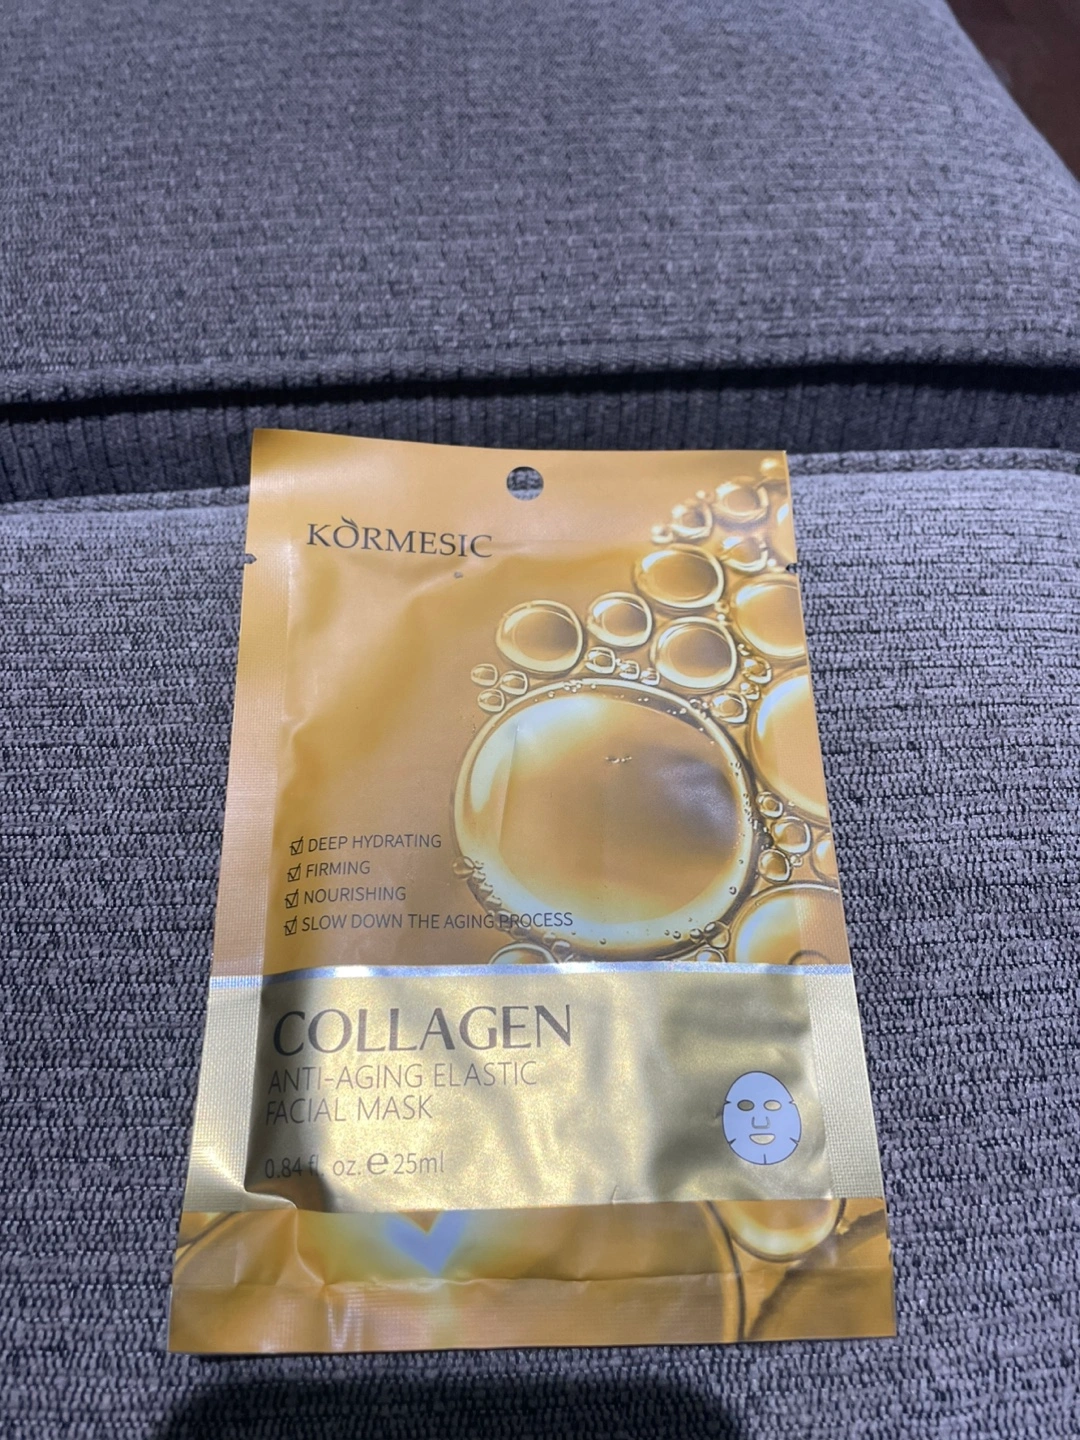 KORMESIC
☑ DEEP HYDRATING
☑ FIRMING
☑ NOURISHING
☑ SLOW DOWN THE AGING PROCESS
COLLAGEN
ANTI-AGING ELASTIC
FACIAL MASK
0.84 fl. oz. ℮ 25ml